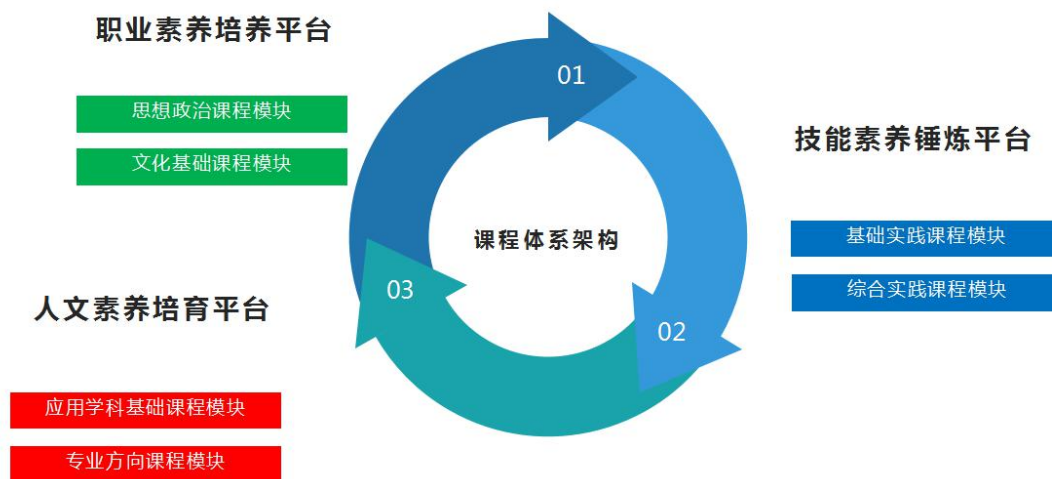 职业素养培养平台
思想政治课程模块
文化基础课程模块
01
技能素养锤炼平台
基础实践课程模块
综合实践课程模块
02
课程体系架构
03
人文素养培育平台
应用学科基础课程模块
专业方向课程模块